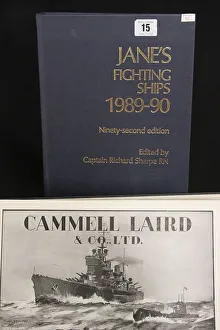 15
JANE'S
FIGHTING
SHIPS
1989-90
Ninety-second edition
Edited by
Captain Richard Sharpe RN
CAMMELL LAIRD
& CO., LTD.